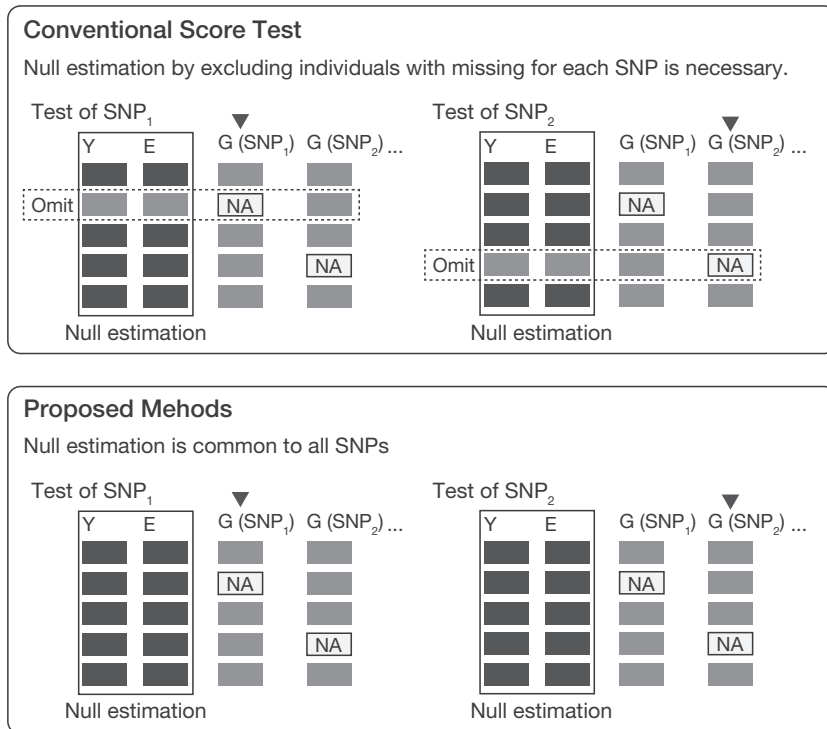 Conventional Score Test
Null estimation by excluding individuals with missing for each SNP is necessary.
Test of SNP₁
Y E G (SNP₁) G (SNP₂) ...
Omit NA
NA
Null estimation
Test of SNP₂
Y E G (SNP₁) G (SNP₂) ...
NA
Omit NA
Null estimation
Proposed Mehods
Null estimation is common to all SNPs
Test of SNP₁
Y E G (SNP₁) G (SNP₂) ...
NA
NA
Null estimation
Test of SNP₂
Y E G (SNP₁) G (SNP₂) ...
NA
NA
Null estimation